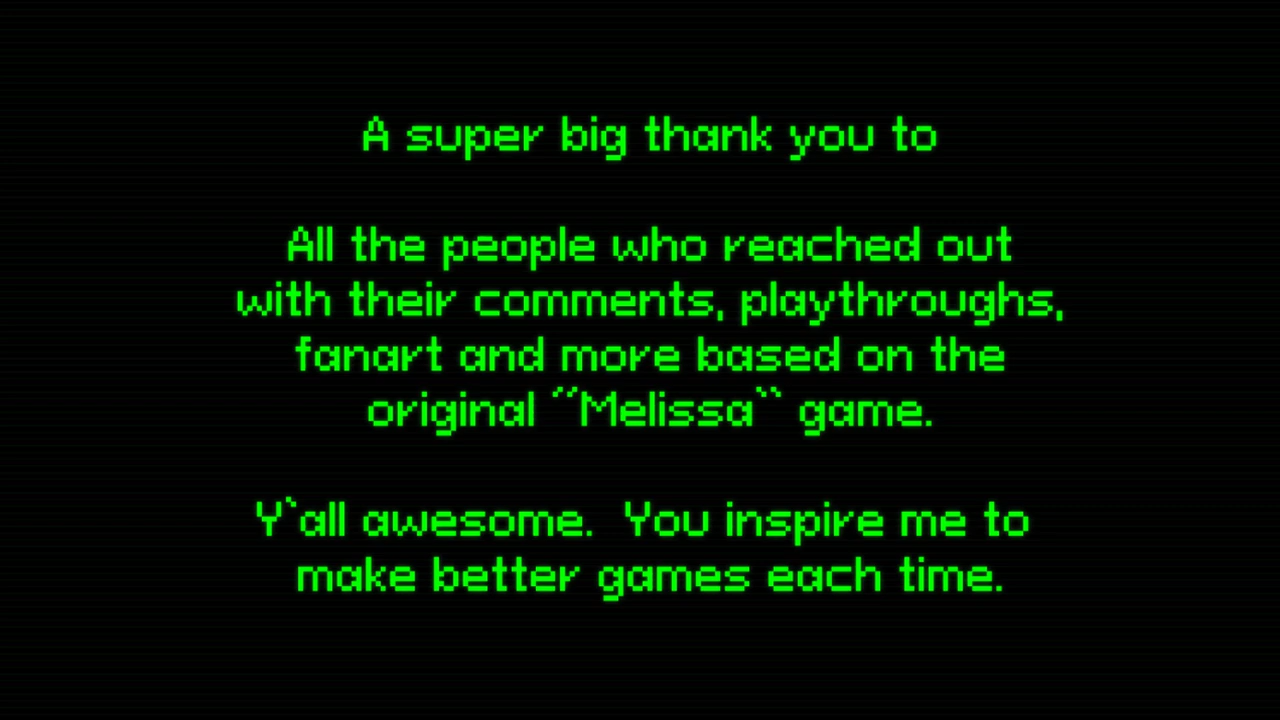 A super big thank you to
All the people who reached out
with their comments, playthroughs,
fanart and more based on the
original ´´Melissa`` game.
Y`all awesome.  You inspire me to
make better games each time.